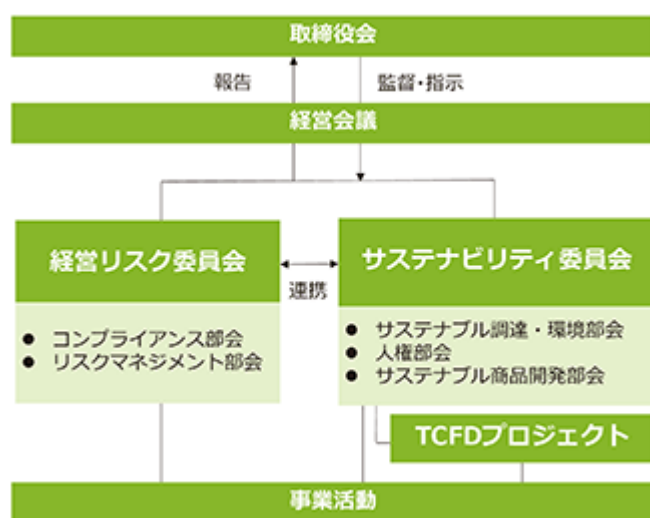 取締役会
報告
監督・指示
経営会議
経営リスク委員会
連携
サステナビリティ委員会
● コンプライアンス部会
● リスクマネジメント部会
● サステナブル調達・環境部会
● 人権部会
● サステナブル商品開発部会
TCFDプロジェクト
事業活動